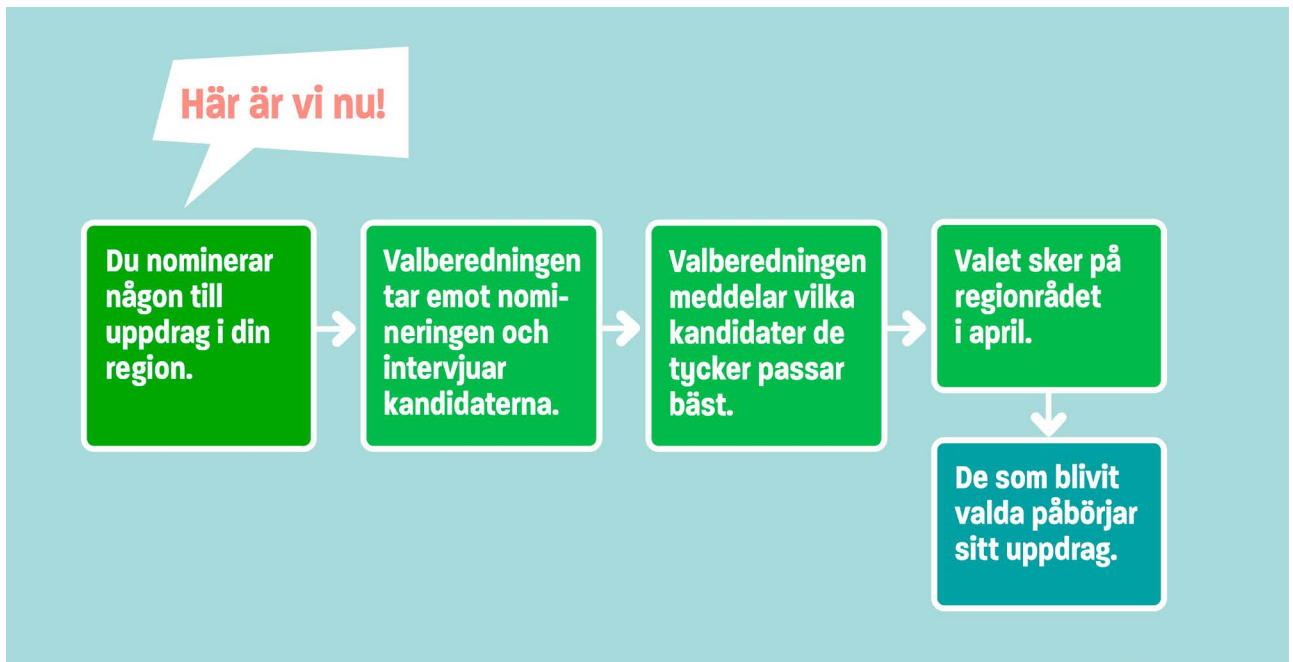 Här är vi nu!
Du nominerar
någon till
uppdrag i din
region.
Valberedningen
tar emot nomi-
neringen och
intervjuar
kandidaterna.
Valberedningen
meddelar vilka
kandidater de
tycker passar
bäst.
Valet sker på
regionrådet
i april.
De som blivit
valda påbörjar
sitt uppdrag.